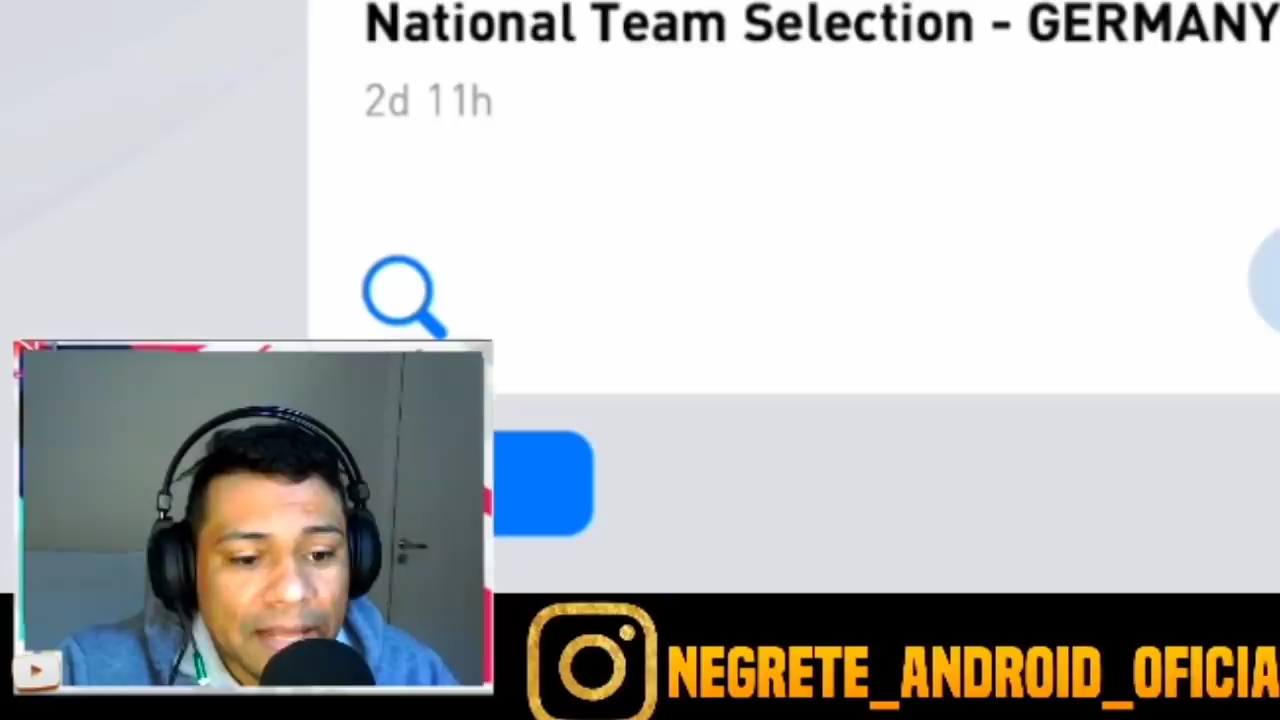 National Team Selection - GERMANY
2d 11h
NEGRETE_ANDROID_OFICIA